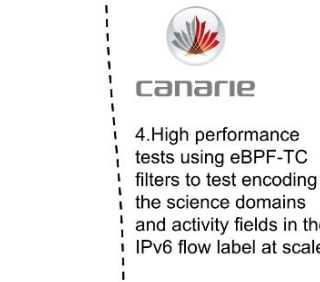 canarie
4.High performance
tests using eBPF-TC
filters to test encoding
the science domains
and activity fields in the
IPv6 flow label at scale